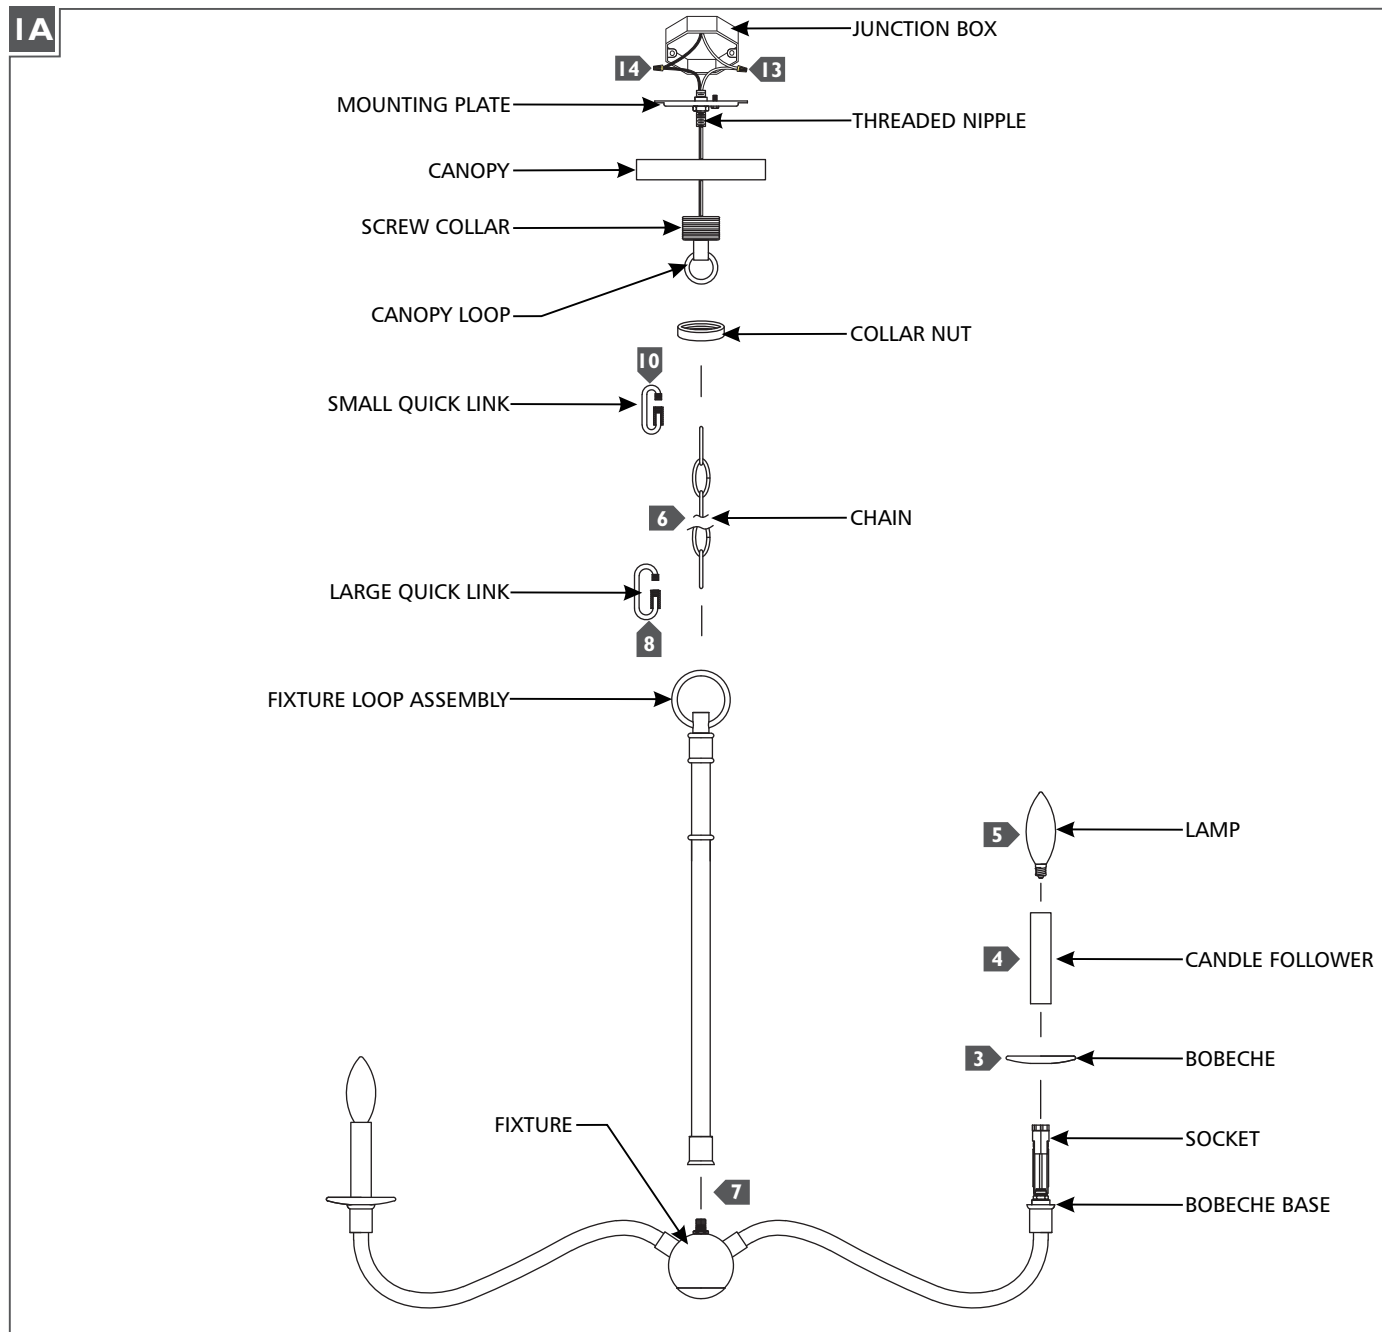 1A
JUNCTION BOX
14
13
MOUNTING PLATE
THREADED NIPPLE
CANOPY
SCREW COLLAR
CANOPY LOOP
COLLAR NUT
10
SMALL QUICK LINK
6
CHAIN
LARGE QUICK LINK
8
FIXTURE LOOP ASSEMBLY
5
LAMP
4
CANDLE FOLLOWER
3
BOBECHE
FIXTURE
SOCKET
7
BOBECHE BASE